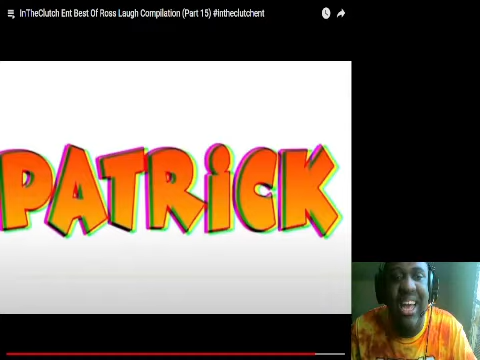 InTheClutch Ent Best Of Ross Laugh Compilation (Part 15) #intheclutchent
PATRiCK